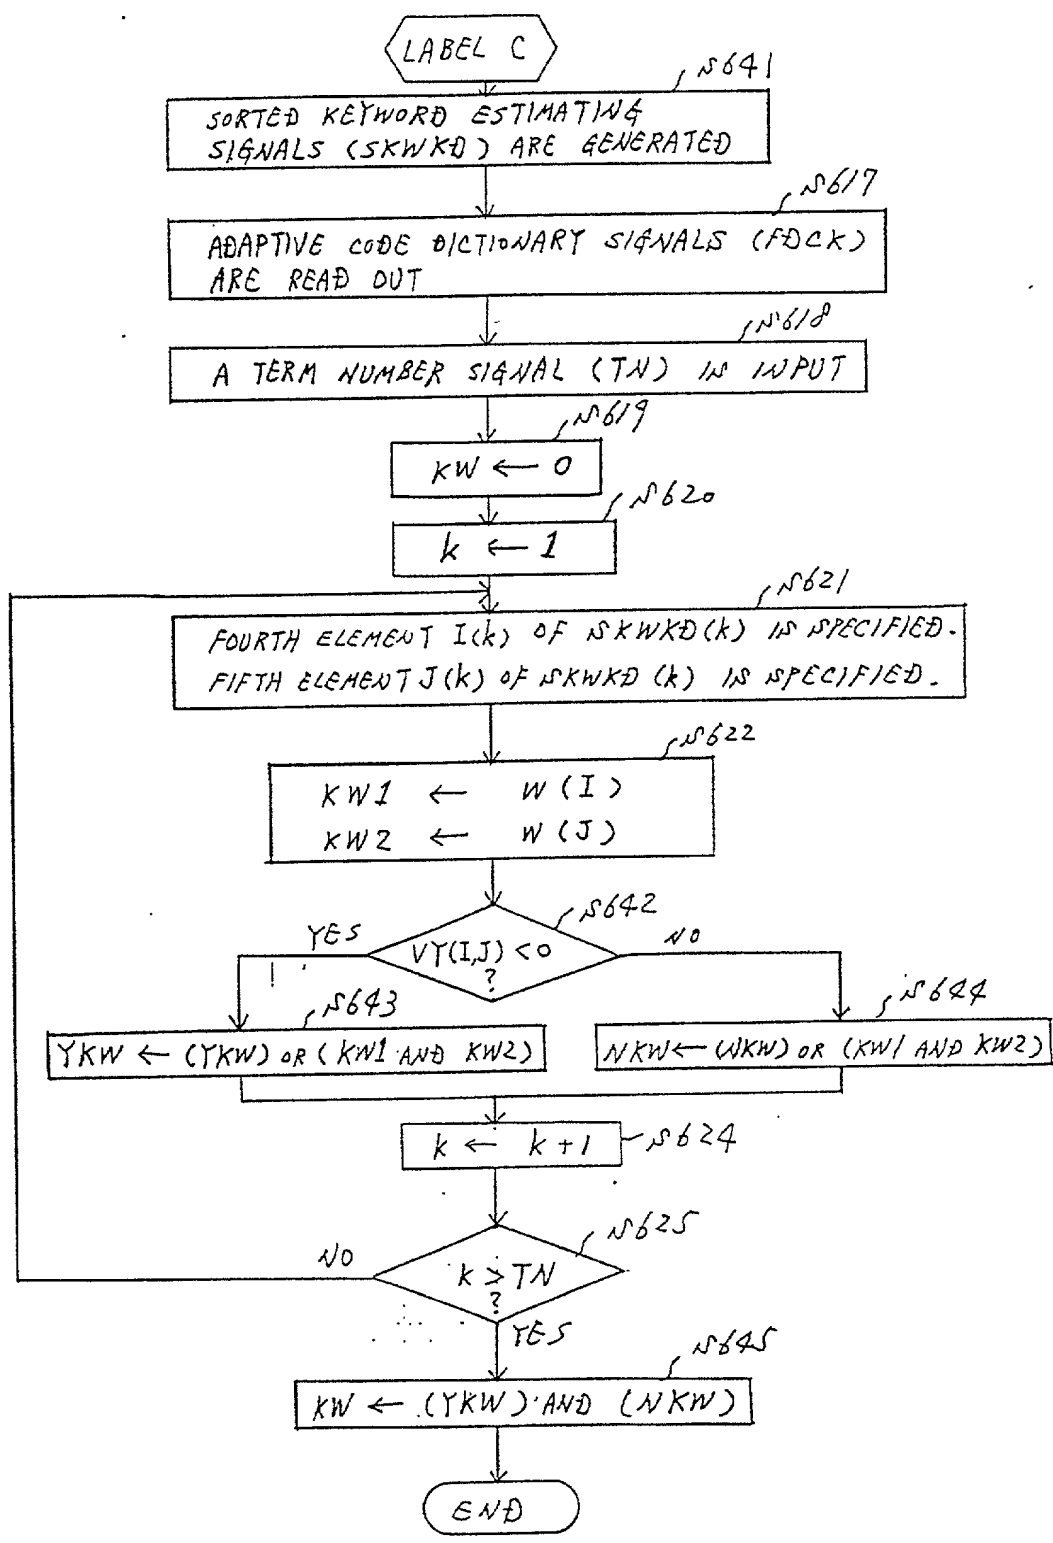 LABEL C
S641
SORTED KEYWORD ESTIMATING
SIGNALS (SKWKD) ARE GENERATED
S617
ADAPTIVE CODE DICTIONARY SIGNALS (FDCK)
ARE READ OUT
S618
A TERM NUMBER SIGNAL (TN) IS INPUT
S619
KW ← 0
S620
k ← 1
S621
FOURTH ELEMENT I(k) OF SKWKD(k) IS SPECIFIED.
FIFTH ELEMENT J(k) OF SKWKD (k) IS SPECIFIED.
S622
KW1 ← W(I)
KW2 ← W(J)
S642
YES
VY(I,J) < 0
?
NO
S643
S644
YKW ← (YKW) OR (KW1 AND KW2)
NKW ← (NKW) OR (KW1 AND KW2)
k ← k+1
S624
S625
NO
k > TN
?
YES
S645
KW ← (YKW) AND (NKW)
END